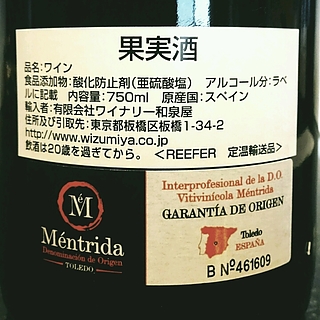 果実酒
品名:ワイン
食品添加物:酸化防止剤(亜硫酸塩) アルコール分:ラベ
ルに記載 内容量:750ml 原産国:スペイン
輸入者:有限会社ワイナリー和泉屋
住所及び引取先:東京都板橋区板橋1-34-2
http://www.wizumiya.co.jp
飲酒は20歳を過ぎてから。 <REEFER 定温輸送品>
M
Méntrida
Denominación de Origen
TOLEDO
Interprofesional de la D.O.
Vitivinícola Méntrida
GARANTÍA DE ORIGEN
Toledo
ESPAÑA
B Nº461609